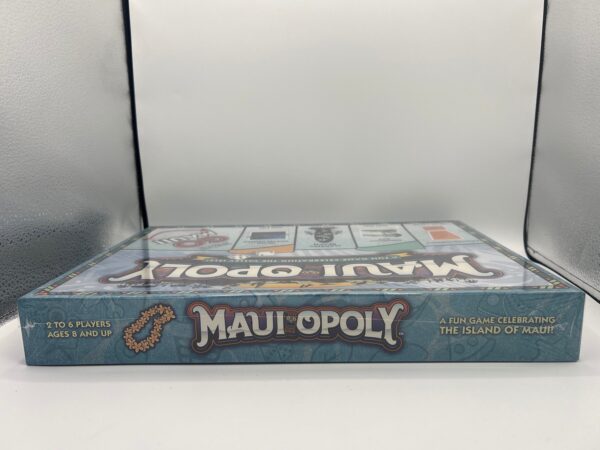 MAUI-OPOLY
2 TO 6 PLAYERS
AGES 8 AND UP
MAUI-OPOLY
A FUN GAME CELEBRATING
THE ISLAND OF MAUI!